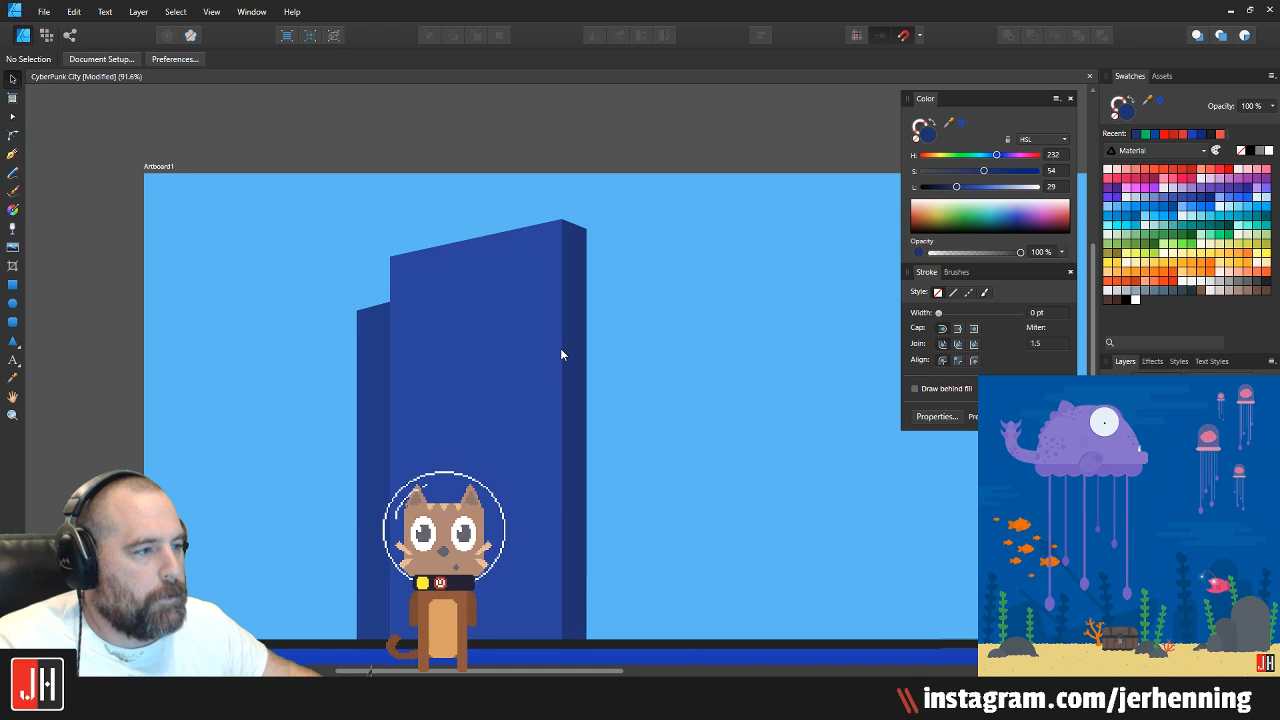 File Edit Text Layer Select View Window Help
No Selection Document Setup... Preferences...
CyberPunk City [Modified] (91.6%)
Artboard1
Color
HSL
H: 232
S: 54
L: 29
Opacity
100 %
Stroke Brushes
Style:
Width: 0 pt
Cap: Miter:
Join: 1.5
Align:
Draw behind fill
Properties...
Swatches Assets
Opacity: 100 %
Recent:
Material
Layers Effects Styles Text Styles
JH
JH
\\ instagram.com/jerhenning